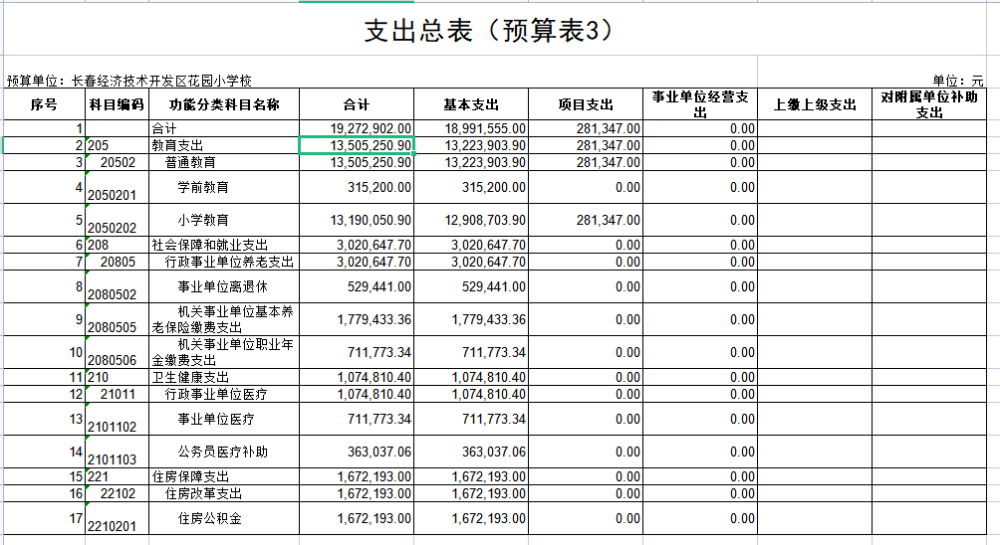 支出总表（预算表3）
预算单位：长春经济技术开发区花园小学校 单位：元
序号 科目编码 功能分类科目名称 合计 基本支出 项目支出 事业单位经营支出 上缴上级支出 对附属单位补助支出
1 合计 19,272,902.00 18,991,555.00 281,347.00 0.00
2 205 教育支出 13,505,250.90 13,223,903.90 281,347.00 0.00
3 20502 普通教育 13,505,250.90 13,223,903.90 281,347.00 0.00
4 2050201 学前教育 315,200.00 315,200.00 0.00 0.00
5 2050202 小学教育 13,190,050.90 12,908,703.90 281,347.00 0.00
6 208 社会保障和就业支出 3,020,647.70 3,020,647.70 0.00 0.00
7 20805 行政事业单位养老支出 3,020,647.70 3,020,647.70 0.00 0.00
8 2080502 事业单位离退休 529,441.00 529,441.00 0.00 0.00
9 2080505 机关事业单位基本养老保险缴费支出 1,779,433.36 1,779,433.36 0.00 0.00
10 2080506 机关事业单位职业年金缴费支出 711,773.34 711,773.34 0.00 0.00
11 210 卫生健康支出 1,074,810.40 1,074,810.40 0.00 0.00
12 21011 行政事业单位医疗 1,074,810.40 1,074,810.40 0.00 0.00
13 2101102 事业单位医疗 711,773.34 711,773.34 0.00 0.00
14 2101103 公务员医疗补助 363,037.06 363,037.06 0.00 0.00
15 221 住房保障支出 1,672,193.00 1,672,193.00 0.00 0.00
16 22102 住房改革支出 1,672,193.00 1,672,193.00 0.00 0.00
17 2210201 住房公积金 1,672,193.00 1,672,193.00 0.00 0.00